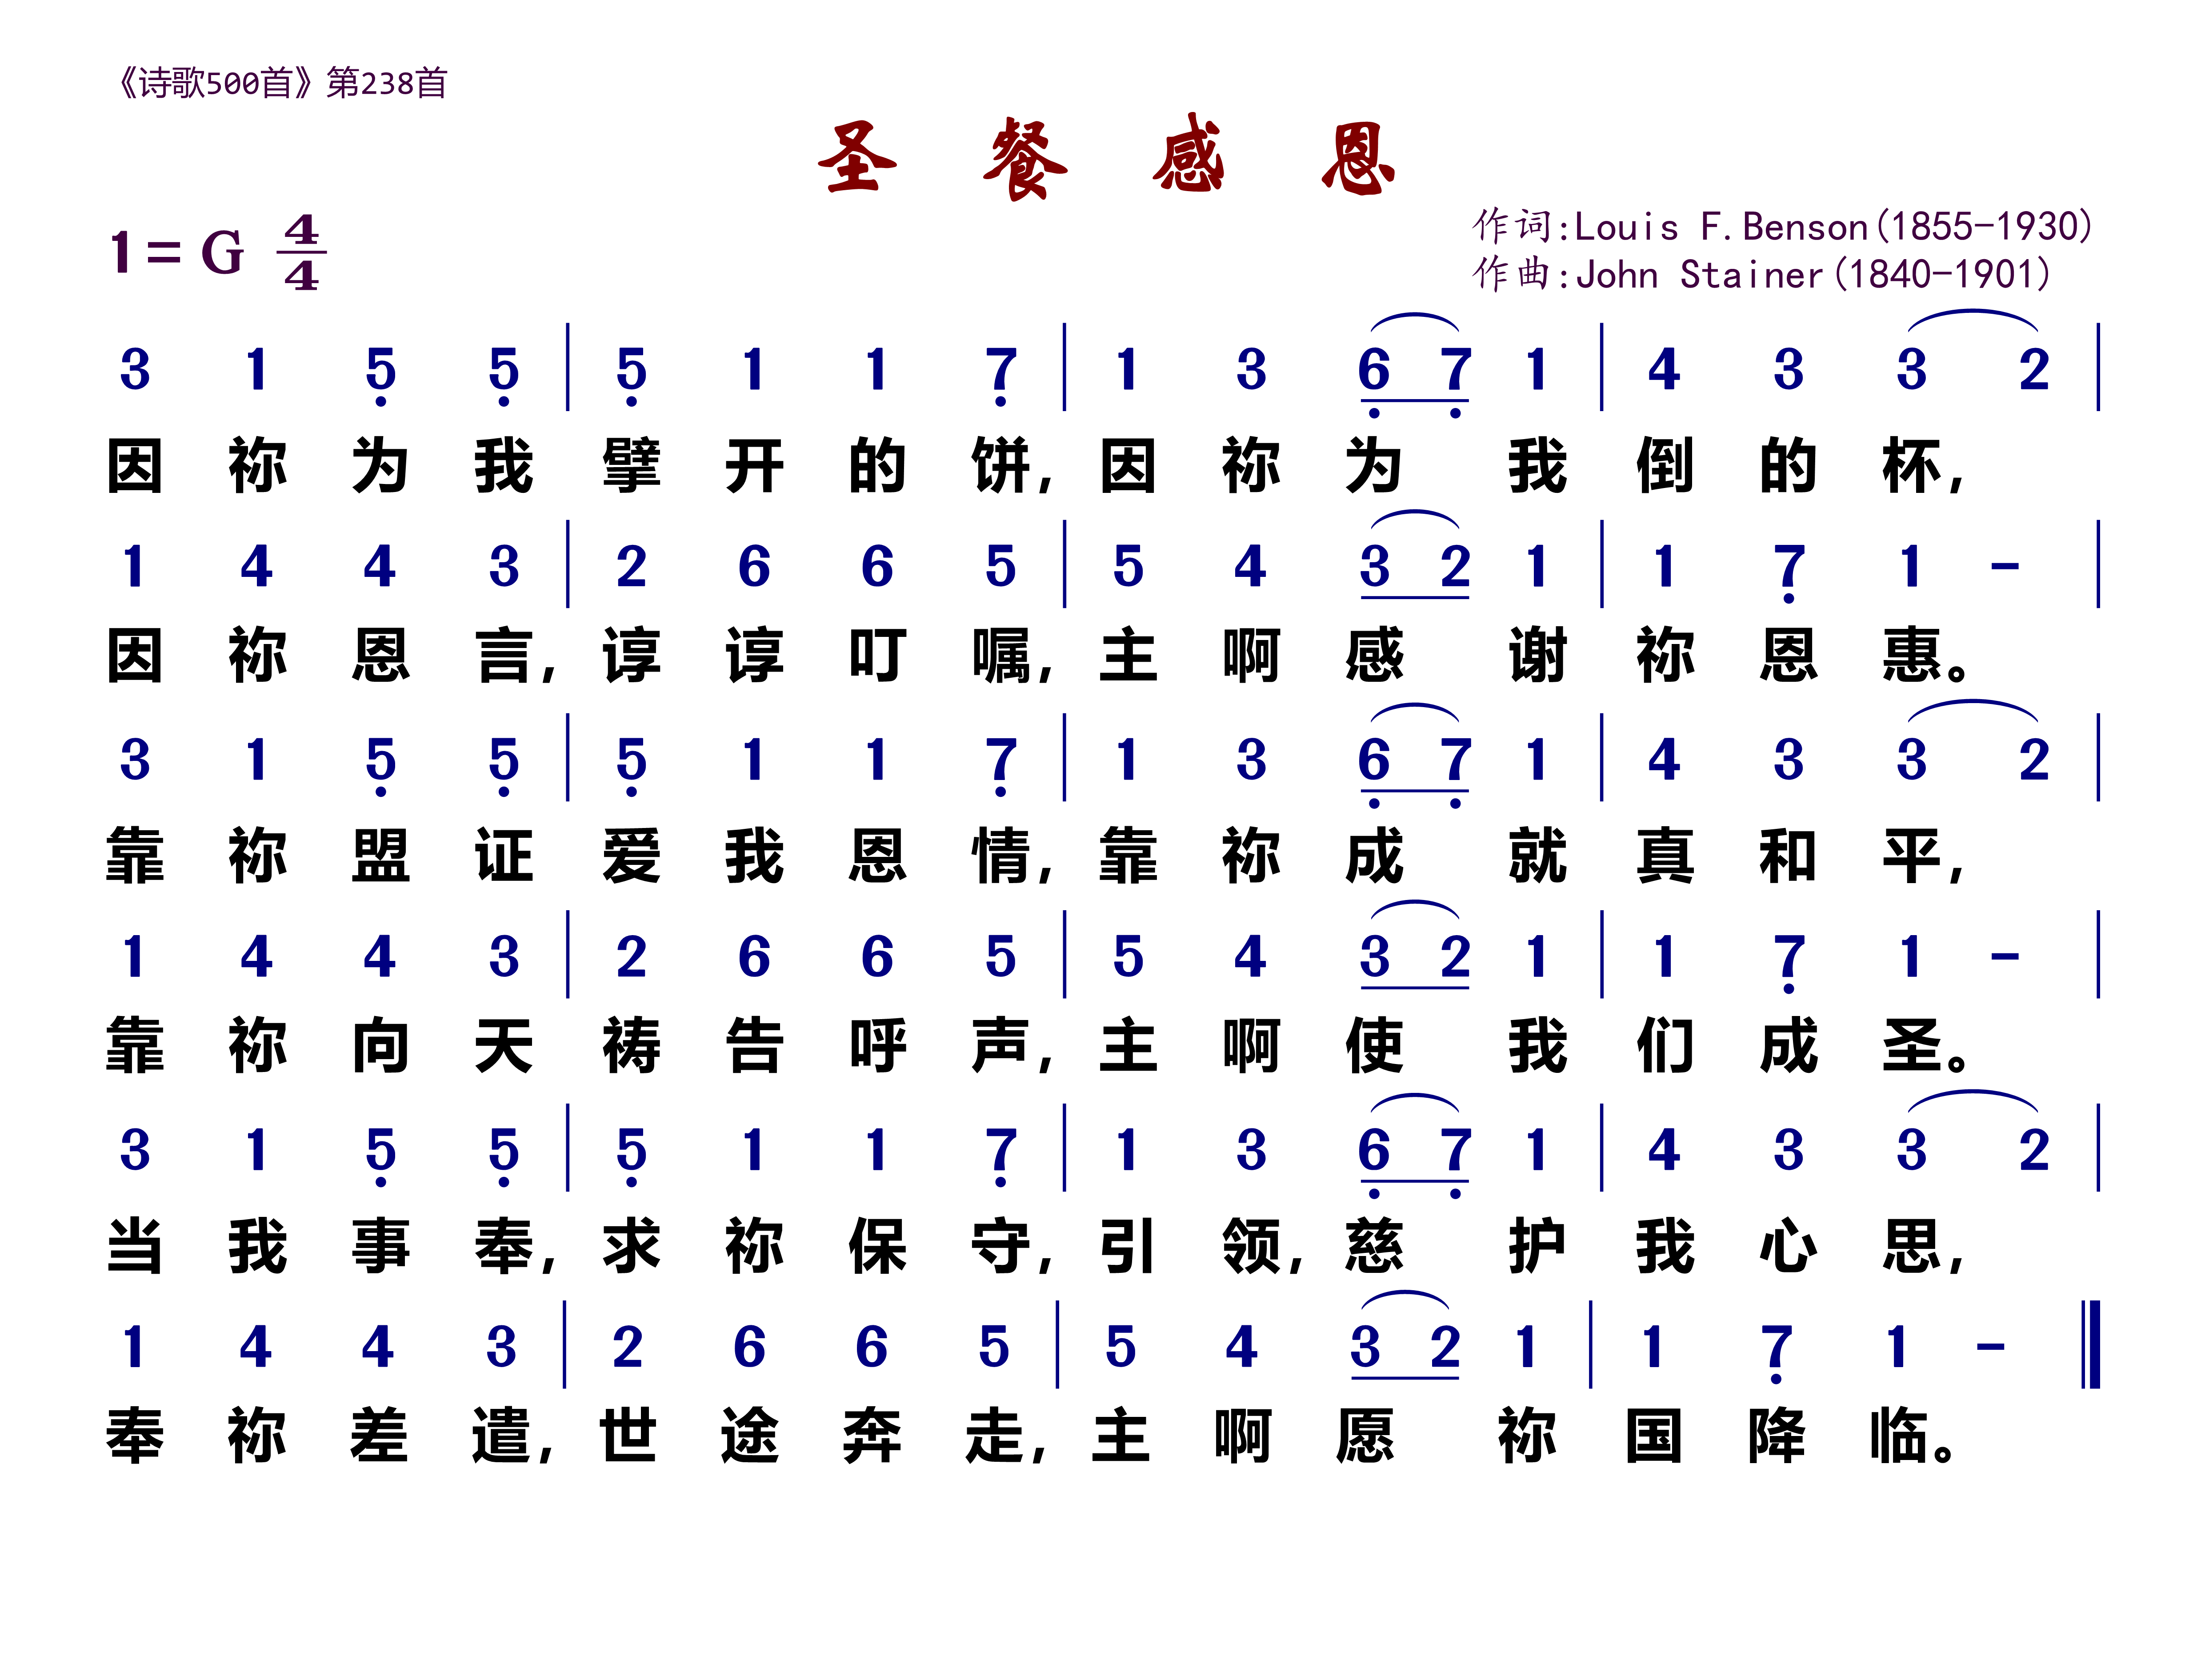 《诗歌500首》第238首
圣 餐 感 恩
1 = G 4/4
作词:Louis F.Benson(1855-1930)
作曲:John Stainer(1840-1901)
3 1 5̣ 5̣ | 5̣ 1 1 7̣ | 1 3 6̣ 7̣ 1 | 4 3 3 2 |
因 祢 为 我 擘 开 的 饼, 因 祢 为 我 倒 的 杯,
1 4 4 3 | 2 6 6 5 | 5 4 3 2 1 | 1 7̣ 1 - |
因 祢 恩 言, 谆 谆 叮 嘱, 主 啊 感 谢 祢 恩 惠。
3 1 5̣ 5̣ | 5̣ 1 1 7̣ | 1 3 6̣ 7̣ 1 | 4 3 3 2 |
靠 祢 盟 证 爱 我 恩 情, 靠 祢 成 就 真 和 平,
1 4 4 3 | 2 6 6 5 | 5 4 3 2 1 | 1 7̣ 1 - |
靠 祢 向 天 祷 告 呼 声, 主 啊 使 我 们 成 圣。
3 1 5̣ 5̣ | 5̣ 1 1 7̣ | 1 3 6̣ 7̣ 1 | 4 3 3 2 |
当 我 事 奉, 求 祢 保 守, 引 领, 慈 护 我 心 思,
1 4 4 3 | 2 6 6 5 | 5 4 3 2 1 | 1 7̣ 1 - ‖
奉 祢 差 遣, 世 途 奔 走, 主 啊 愿 祢 国 降 临。